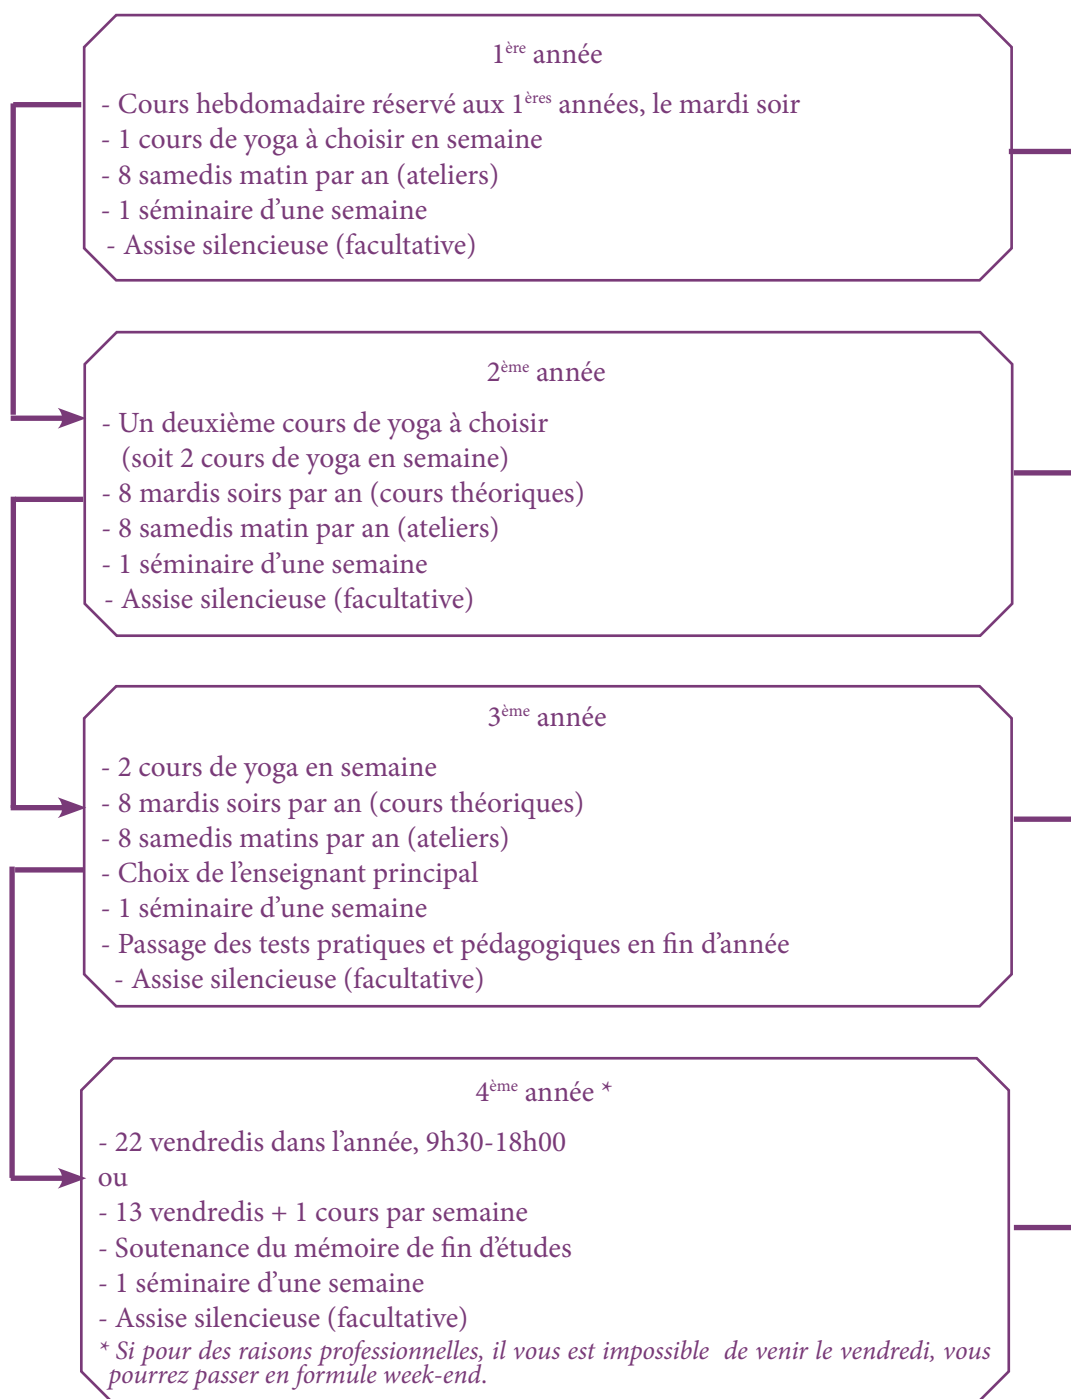 1ère année
- Cours hebdomadaire réservé aux 1ères années, le mardi soir
- 1 cours de yoga à choisir en semaine
- 8 samedis matin par an (ateliers)
- 1 séminaire d'une semaine
- Assise silencieuse (facultative)
2ème année
- Un deuxième cours de yoga à choisir
(soit 2 cours de yoga en semaine)
- 8 mardis soirs par an (cours théoriques)
- 8 samedis matin par an (ateliers)
- 1 séminaire d'une semaine
- Assise silencieuse (facultative)
3ème année
- 2 cours de yoga en semaine
- 8 mardis soirs par an (cours théoriques)
- 8 samedis matins par an (ateliers)
- Choix de l'enseignant principal
- 1 séminaire d'une semaine
- Passage des tests pratiques et pédagogiques en fin d'année
- Assise silencieuse (facultative)
4ème année *
- 22 vendredis dans l'année, 9h30-18h00
ou
- 13 vendredis + 1 cours par semaine
- Soutenance du mémoire de fin d'études
- 1 séminaire d'une semaine
- Assise silencieuse (facultative)
* Si pour des raisons professionnelles, il vous est impossible de venir le vendredi, vous
pourrez passer en formule week-end.